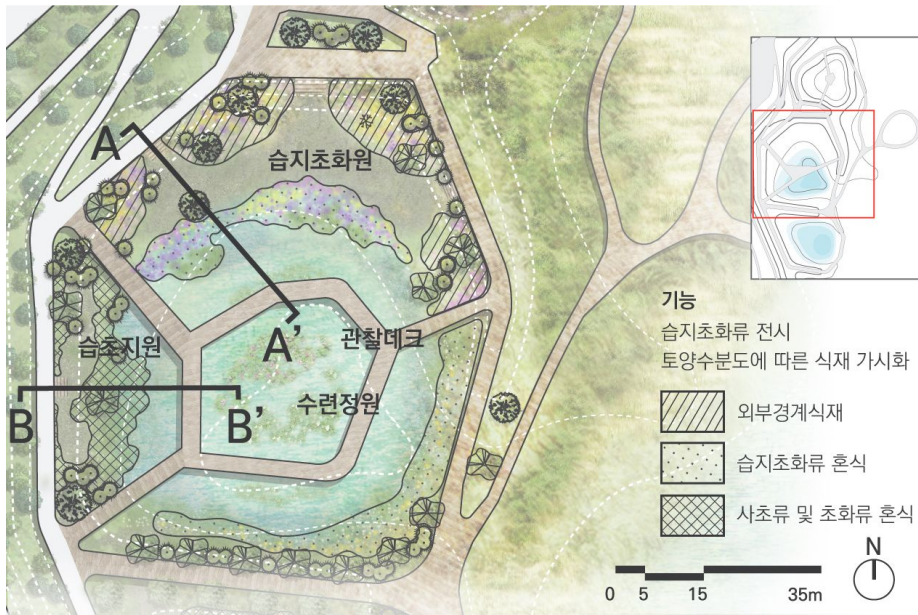 A
습지초화원
A'
관찰데크
습초지원
수련정원
B
B'
기능
습지초화류 전시
토양수분도에 따른 식재 가시화
외부경계식재
습지초화류 혼식
사초류 및 초화류 혼식
N
0 5 15 35m